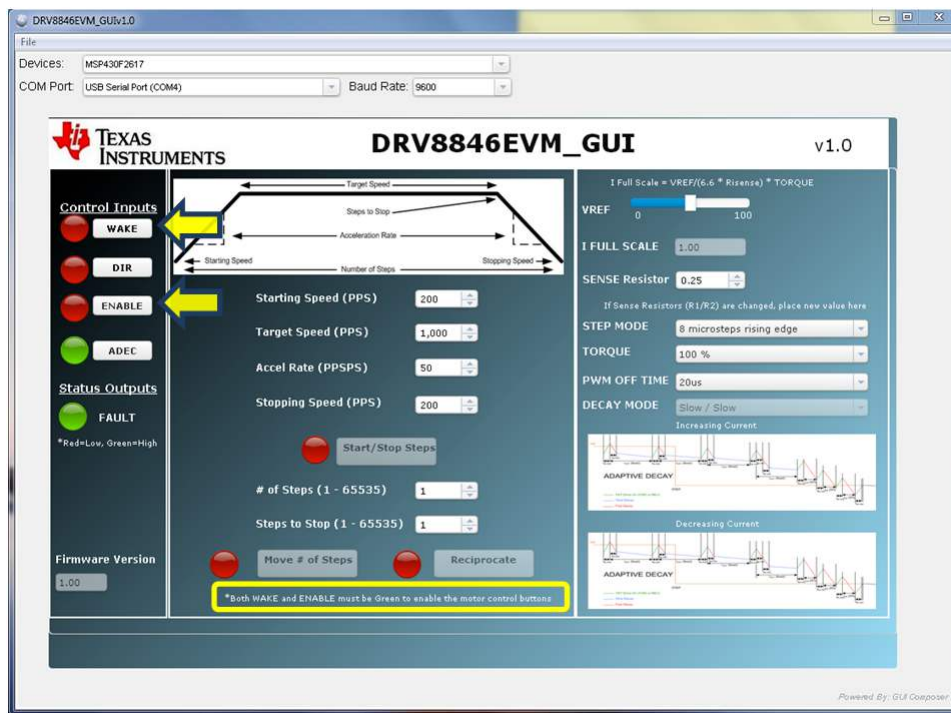 DRV8846EVM_GUIv1.0
File
Devices: MSP430F2617
COM Port: USB Serial Port (COM4) Baud Rate: 9600
TEXAS
INSTRUMENTS
DRV8846EVM_GUI
v1.0
Control Inputs
WAKE
DIR
ENABLE
ADEC
Status Outputs
FAULT
*Red=Low, Green=High
Firmware Version
1.00
Target Speed
Steps to Stop
Acceleration Rate
Starting Speed
Stopping Speed
Number of Steps
Starting Speed (PPS) 200
Target Speed (PPS) 1,000
Accel Rate (PPSPS) 50
Stopping Speed (PPS) 200
Start/Stop Steps
# of Steps (1 - 65535) 1
Steps to Stop (1 - 65535) 1
Move # of Steps
Reciprocate
*Both WAKE and ENABLE must be Green to enable the motor control buttons
I Full Scale = VREF/(6.6 * Risense) * TORQUE
VREF
0 100
I FULL SCALE 1.00
SENSE Resistor 0.25
If Sense Resistors (R1/R2) are changed, place new value here
STEP MODE 8 microsteps rising edge
TORQUE 100 %
PWM OFF TIME 20us
DECAY MODE Slow / Slow
Increasing Current
ADAPTIVE DECAY
Decreasing Current
ADAPTIVE DECAY
Powered By: GUI Composer